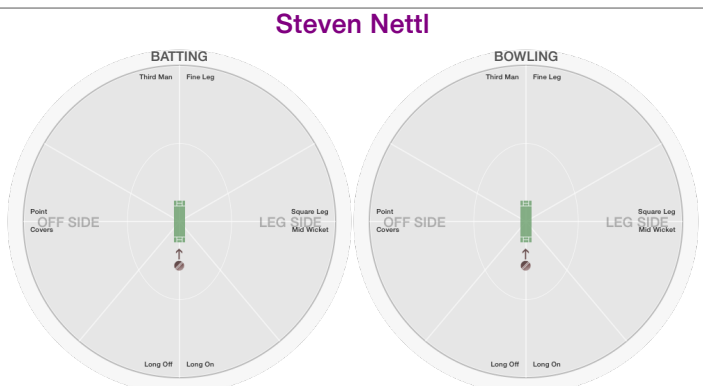 Steven Nettl
BATTING
BOWLING
Third Man
Fine Leg
Third Man
Fine Leg
Point
OFF SIDE
Covers
Square Leg
LEG SIDE
Mid Wicket
Point
OFF SIDE
Covers
Square Leg
LEG SIDE
Mid Wicket
Long Off
Long On
Long Off
Long On